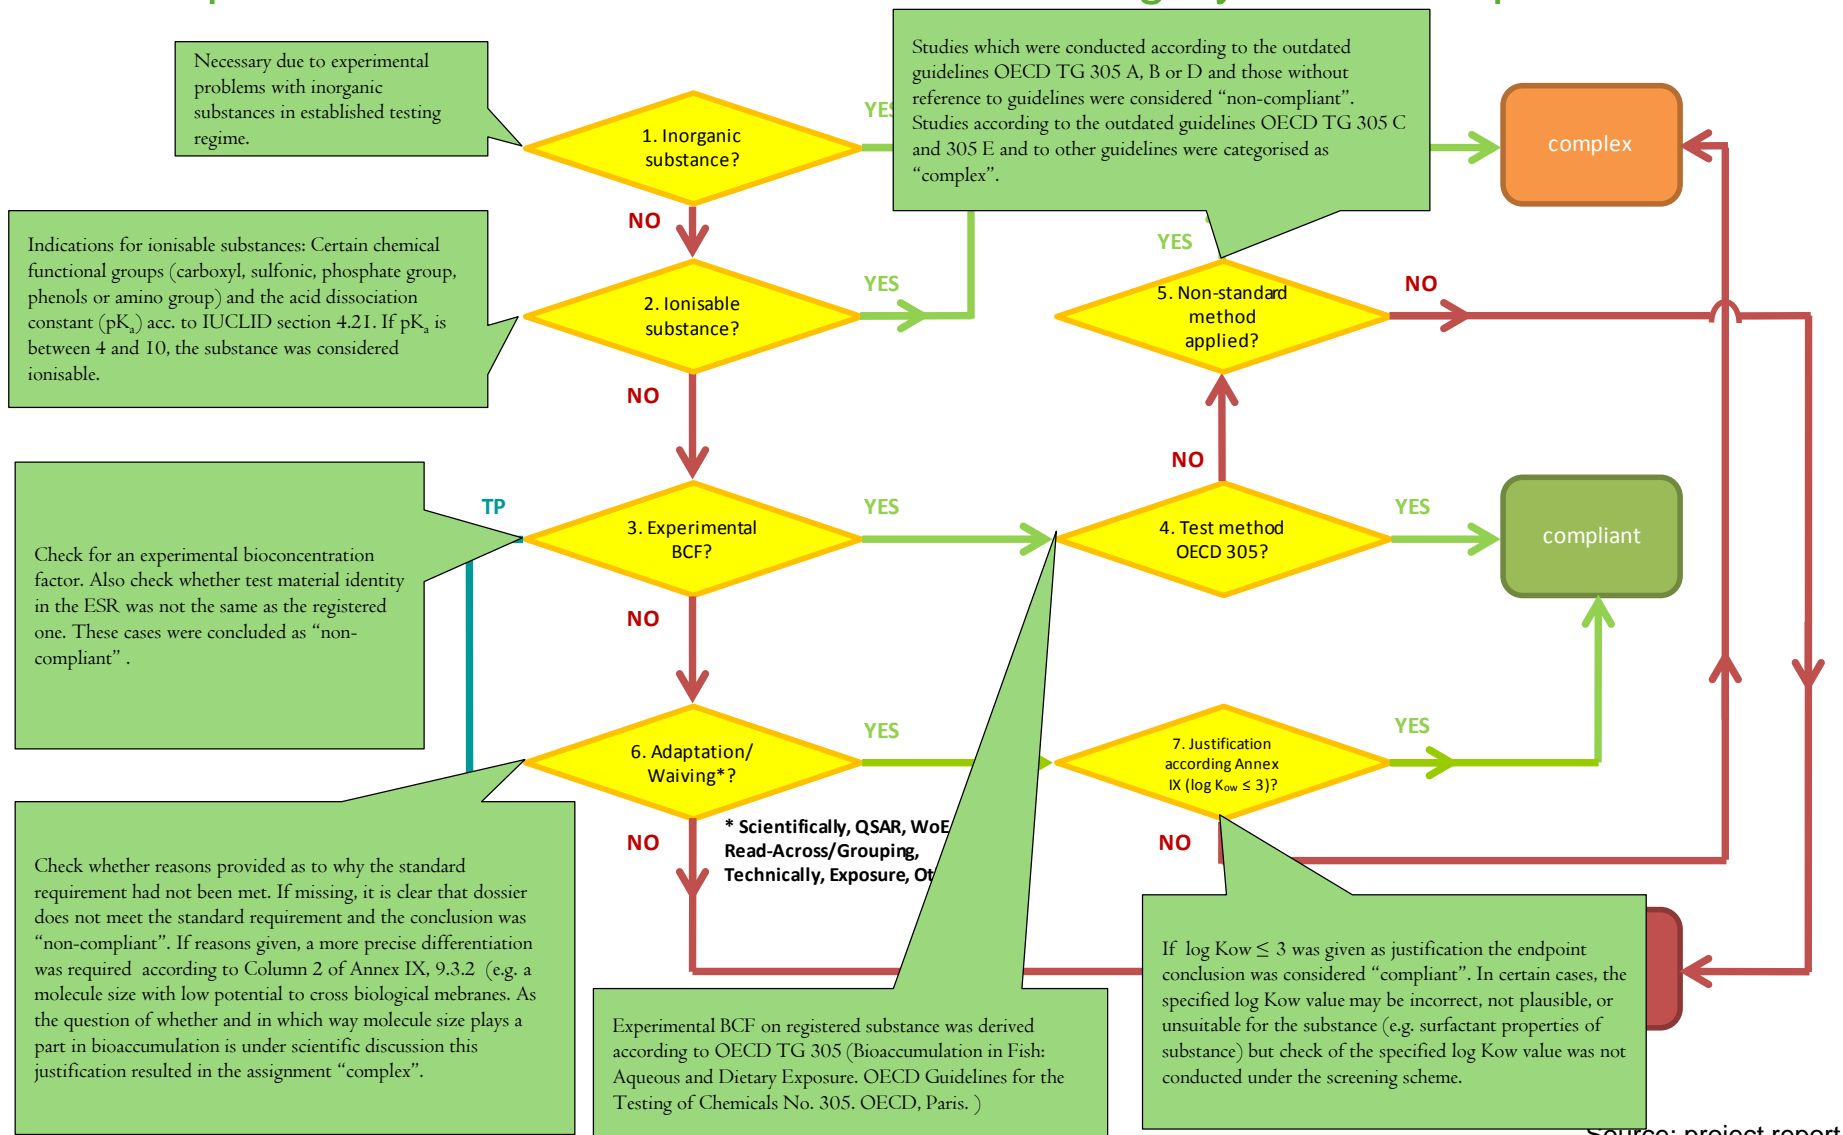 Necessary due to experimental
problems with inorganic
substances in established testing
regime.
1. Inorganic
substance?
YES
NO
Studies which were conducted according to the outdated
guidelines OECD TG 305 A, B or D and those without
reference to guidelines were considered “non-compliant”.
Studies according to the outdated guidelines OECD TG 305 C
and 305 E and to other guidelines were categorised as
“complex”.
complex
Indications for ionisable substances: Certain chemical
functional groups (carboxyl, sulfonic, phosphate group,
phenols or amino group) and the acid dissociation
constant (pKa) acc. to IUCLID section 4.21. If pKa is
between 4 and 10, the substance was considered
ionisable.
2. Ionisable
substance?
YES
NO
YES
5. Non-standard
method
applied?
NO
NO
Check for an experimental bioconcentration
factor. Also check whether test material identity
in the ESR was not the same as the registered
one. These cases were concluded as “non-
compliant” .
TP
3. Experimental
BCF?
YES
NO
4. Test method
OECD 305?
YES
compliant
6. Adaptation/
Waiving*?
YES
NO
* Scientifically, QSAR, WoE
Read-Across/Grouping,
Technically, Exposure, Ot
7. Justification
according Annex
IX (log Kow ≤ 3)?
YES
NO
Check whether reasons provided as to why the standard
requirement had not been met. If missing, it is clear that dossier
does not meet the standard requirement and the conclusion was
“non-compliant”. If reasons given, a more precise differentiation
was required according to Column 2 of Annex IX, 9.3.2 (e.g. a
molecule size with low potential to cross biological mebranes. As
the question of whether and in which way molecule size plays a
part in bioaccumulation is under scientific discussion this
justification resulted in the assignment “complex”.
Experimental BCF on registered substance was derived
according to OECD TG 305 (Bioaccumulation in Fish:
Aqueous and Dietary Exposure. OECD Guidelines for the
Testing of Chemicals No. 305. OECD, Paris. )
If log Kow ≤ 3 was given as justification the endpoint
conclusion was considered “compliant”. In certain cases, the
specified log Kow value may be incorrect, not plausible, or
unsuitable for the substance (e.g. surfactant properties of
substance) but check of the specified log Kow value was not
conducted under the screening scheme.
Source: project report